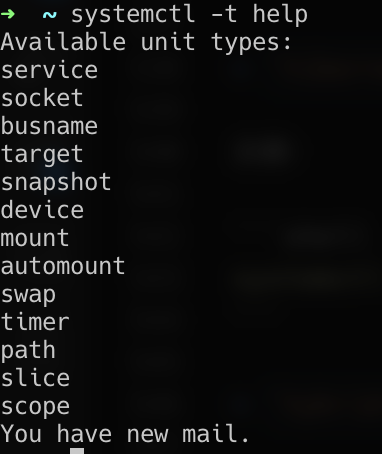 ➜  ~ systemctl -t help
Available unit types:
service
socket
busname
target
snapshot
device
mount
automount
swap
timer
path
slice
scope
You have new mail.